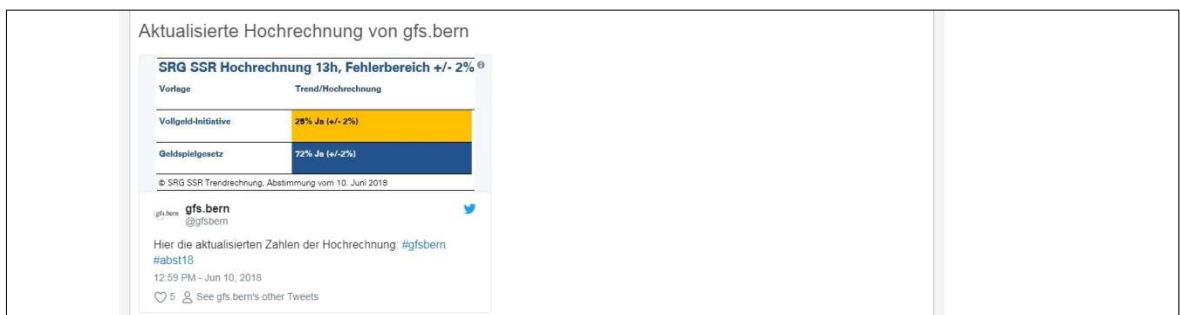 Aktualisierte Hochrechnung von gfs.bern
SRG SSR Hochrechnung 13h, Fehlerbereich +/- 2%
Vorlage Trend/Hochrechnung
Vollgeld-Initiative 25% Ja (+/- 2%)
Geldspielgesetz 72% Ja (+/-2%)
© SRG SSR Trendrechnung, Abstimmung vom 10. Juni 2018
gfs.bern gfs.bern
@gfsbern
Hier die aktualisierten Zahlen der Hochrechnung: #gfsbern
#abst18
12:59 PM - Jun 10, 2018
5 See gfs.bern's other Tweets